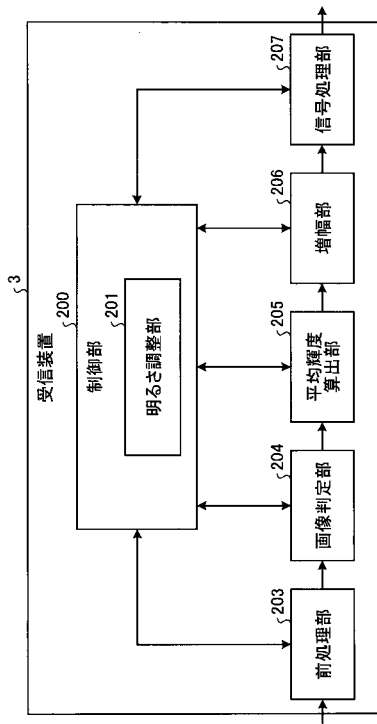 受信装置
3
制御部
200
明るさ調整部
201
前処理部
203
画像判定部
204
平均輝度
算出部
205
増幅部
206
信号処理部
207